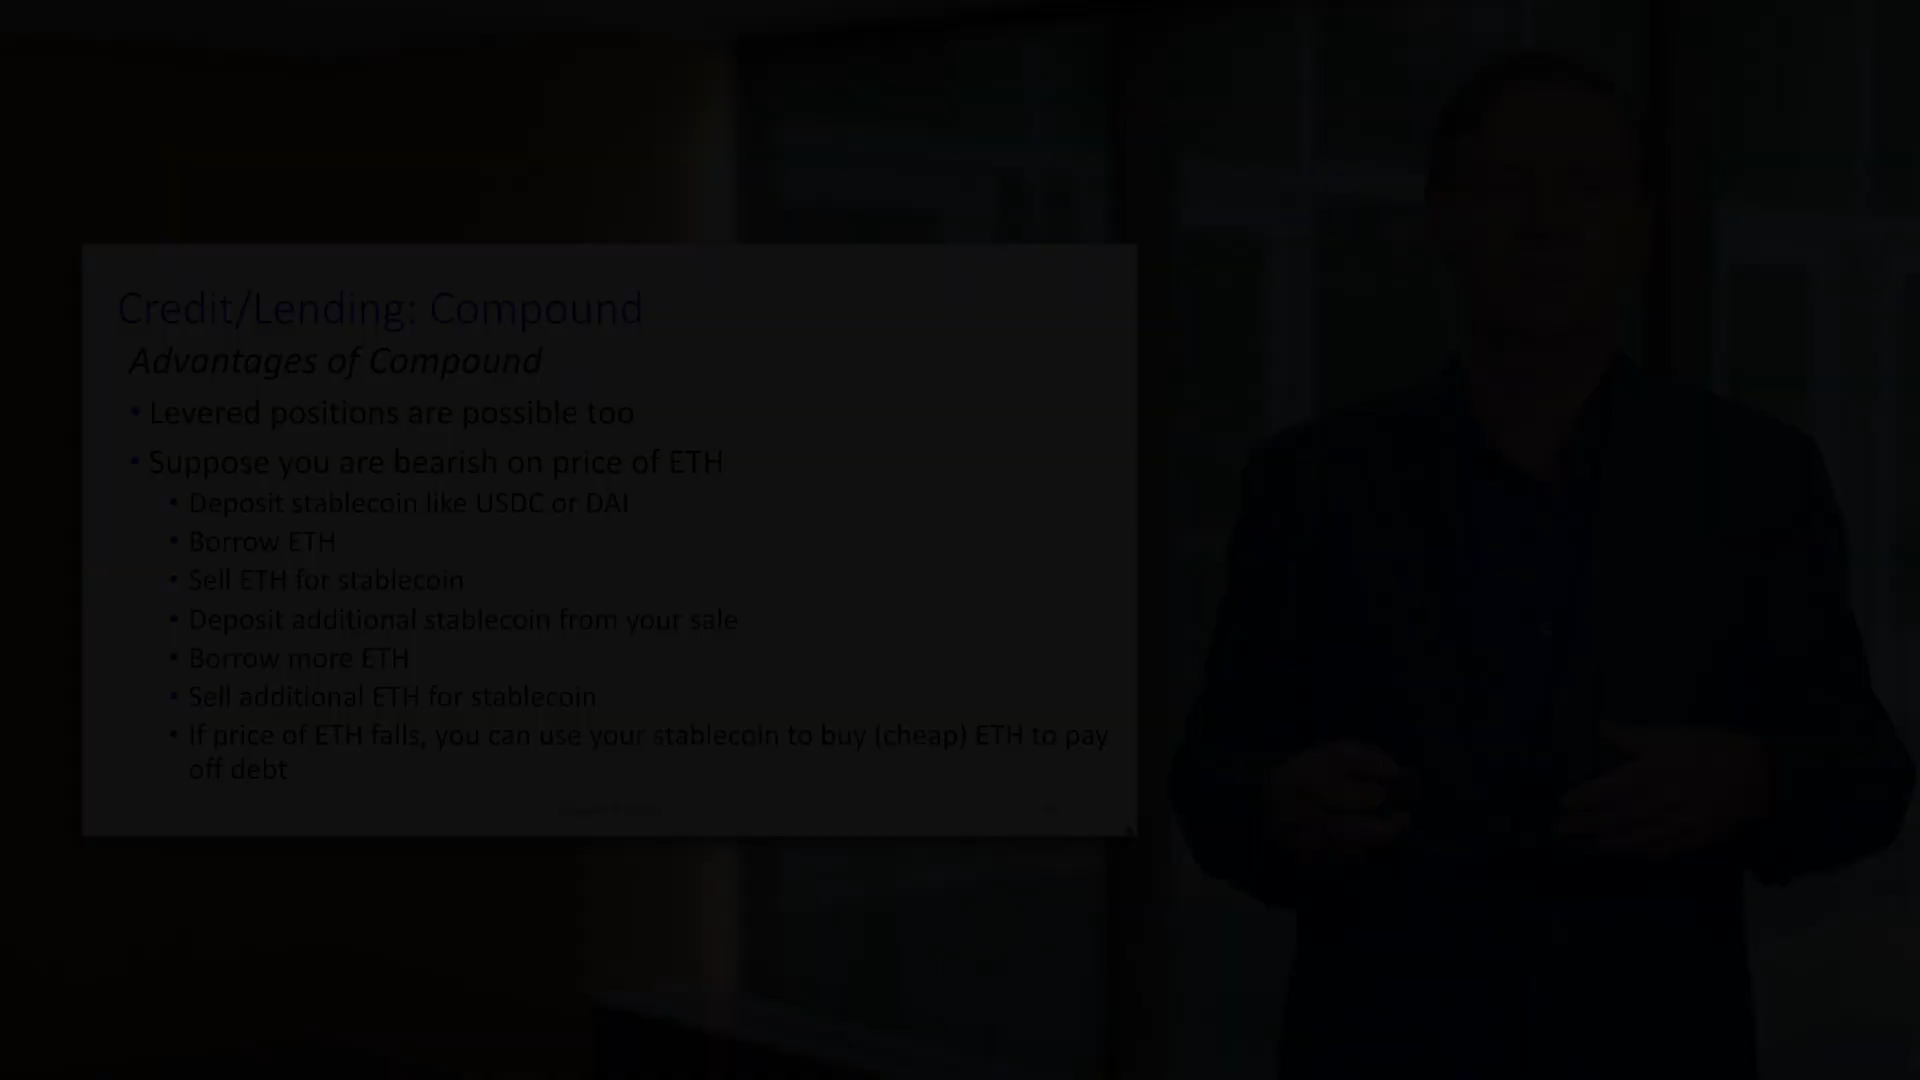 Credit/Lending: Compound
Advantages of Compound
• Levered positions are possible too
• Suppose you are bearish on price of ETH
• Deposit stablecoin like USDC or DAI
• Borrow ETH
• Sell ETH for stablecoin
• Deposit additional stablecoin from your sale
• Borrow more ETH
• Sell additional ETH for stablecoin
• If price of ETH falls, you can use your stablecoin to buy (cheap) ETH to pay
off debt